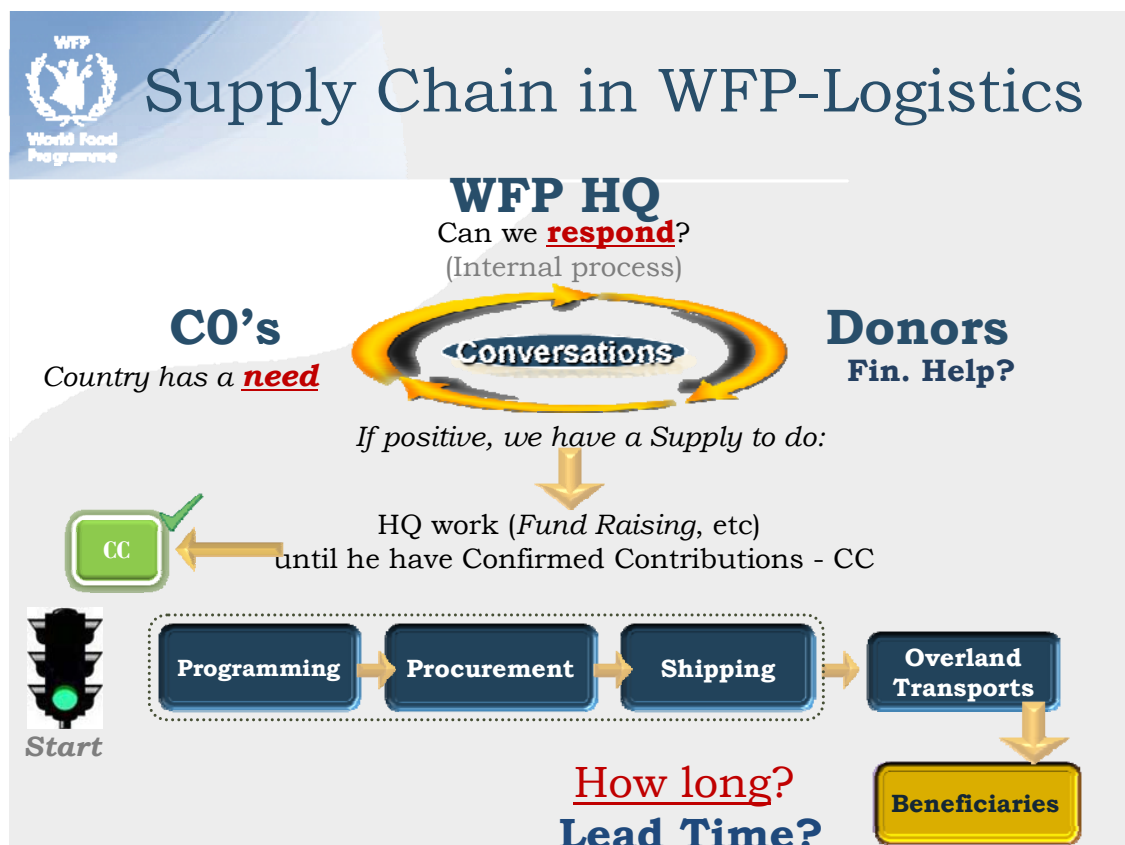 WFP
World Food
Programme
Supply Chain in WFP-Logistics
WFP HQ
Can we respond?
(Internal process)
C0's
Country has a need
Conversations
Donors
Fin. Help?
If positive, we have a Supply to do:
HQ work (Fund Raising, etc)
until he have Confirmed Contributions - CC
CC
Programming
Procurement
Shipping
Overland
Transports
Start
How long?
Lead Time?
Beneficiaries